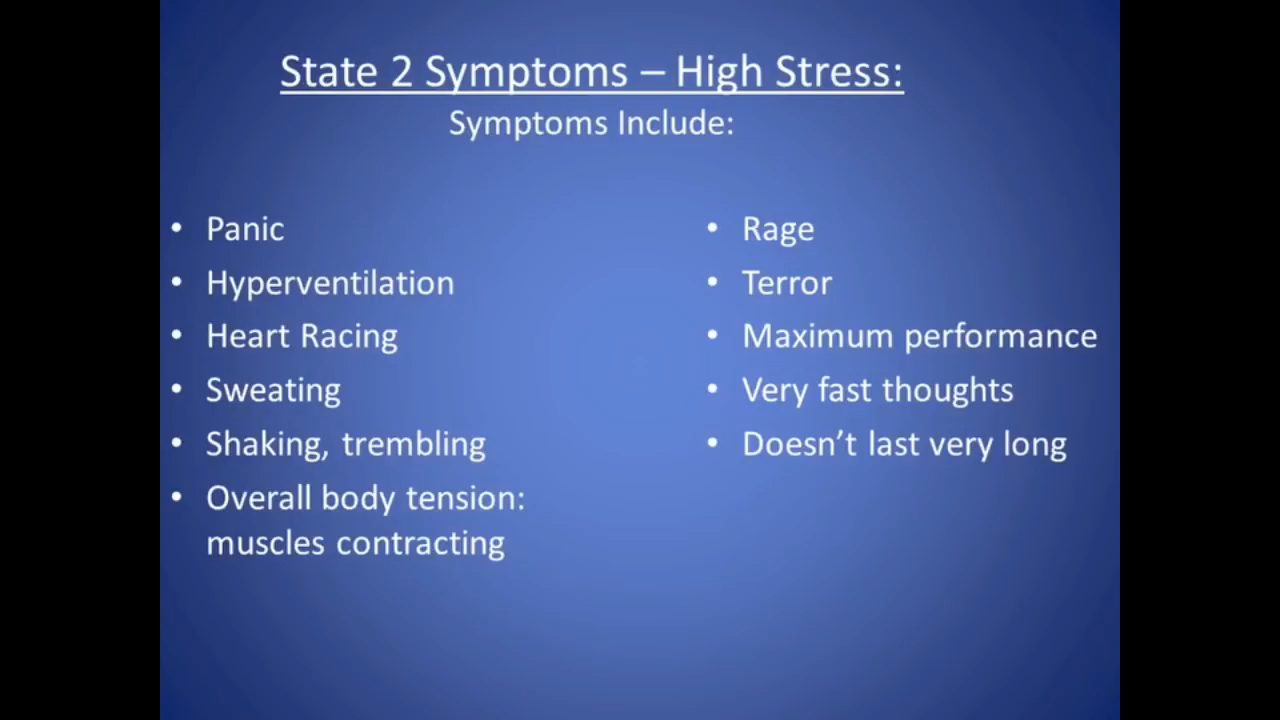 State 2 Symptoms – High Stress:
Symptoms Include:
• Panic
• Hyperventilation
• Heart Racing
• Sweating
• Shaking, trembling
• Overall body tension:
muscles contracting
• Rage
• Terror
• Maximum performance
• Very fast thoughts
• Doesn’t last very long